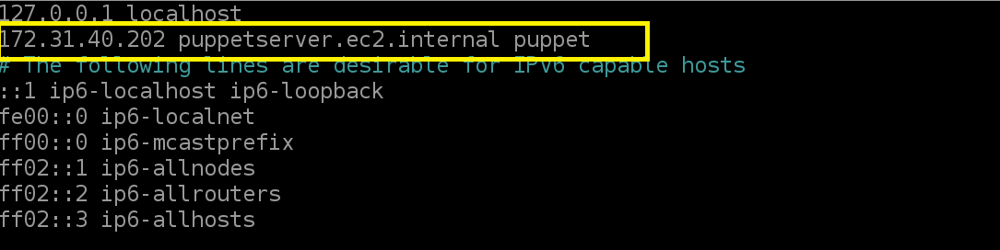 127.0.0.1 localhost
172.31.40.202 puppetserver.ec2.internal puppet
# The following lines are desirable for IPv6 capable hosts
::1 ip6-localhost ip6-loopback
fe00::0 ip6-localnet
ff00::0 ip6-mcastprefix
ff02::1 ip6-allnodes
ff02::2 ip6-allrouters
ff02::3 ip6-allhosts